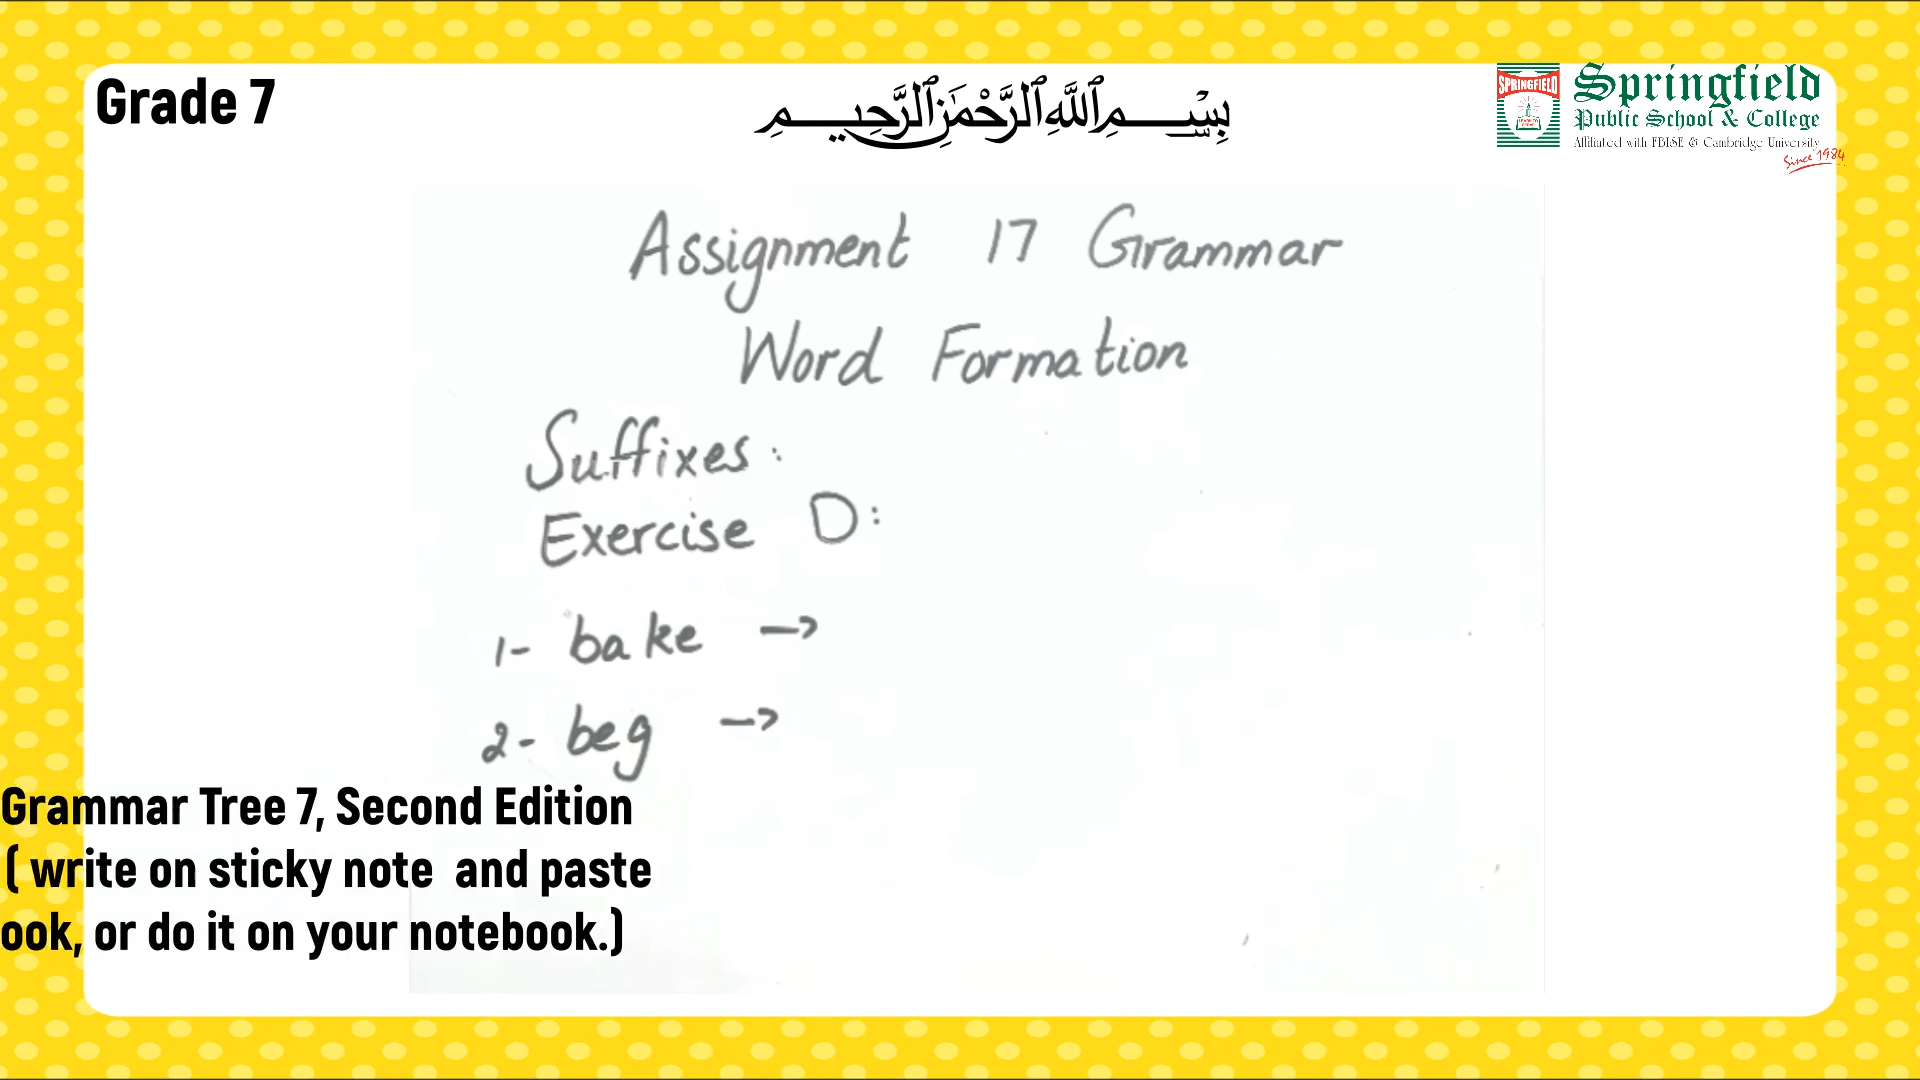 Grade 7
بِسْمِ ٱللَّهِ ٱلرَّحْمَٰنِ ٱلرَّحِيمِ
SPRINGFIELD
Springfield
Public School & College
Affiliated with FBISE & Cambridge University
Since 1984
Assignment 17 Grammar
Word Formation
Suffixes:
Exercise D:
1- bake →
2- beg →
Grammar Tree 7, Second Edition
( write on sticky note and paste
ook, or do it on your notebook.)